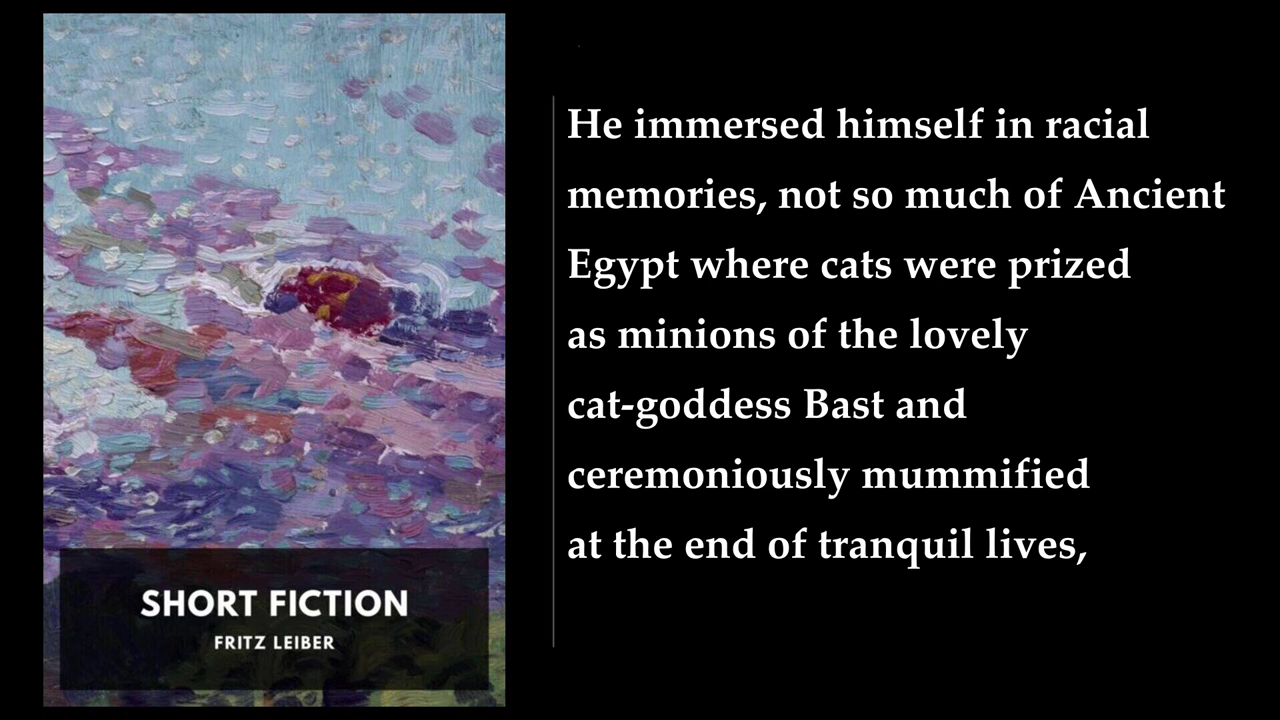 SHORT FICTION
FRITZ LEIBER
He immersed himself in racial
memories, not so much of Ancient
Egypt where cats were prized
as minions of the lovely
cat-goddess Bast and
ceremoniously mummified
at the end of tranquil lives,